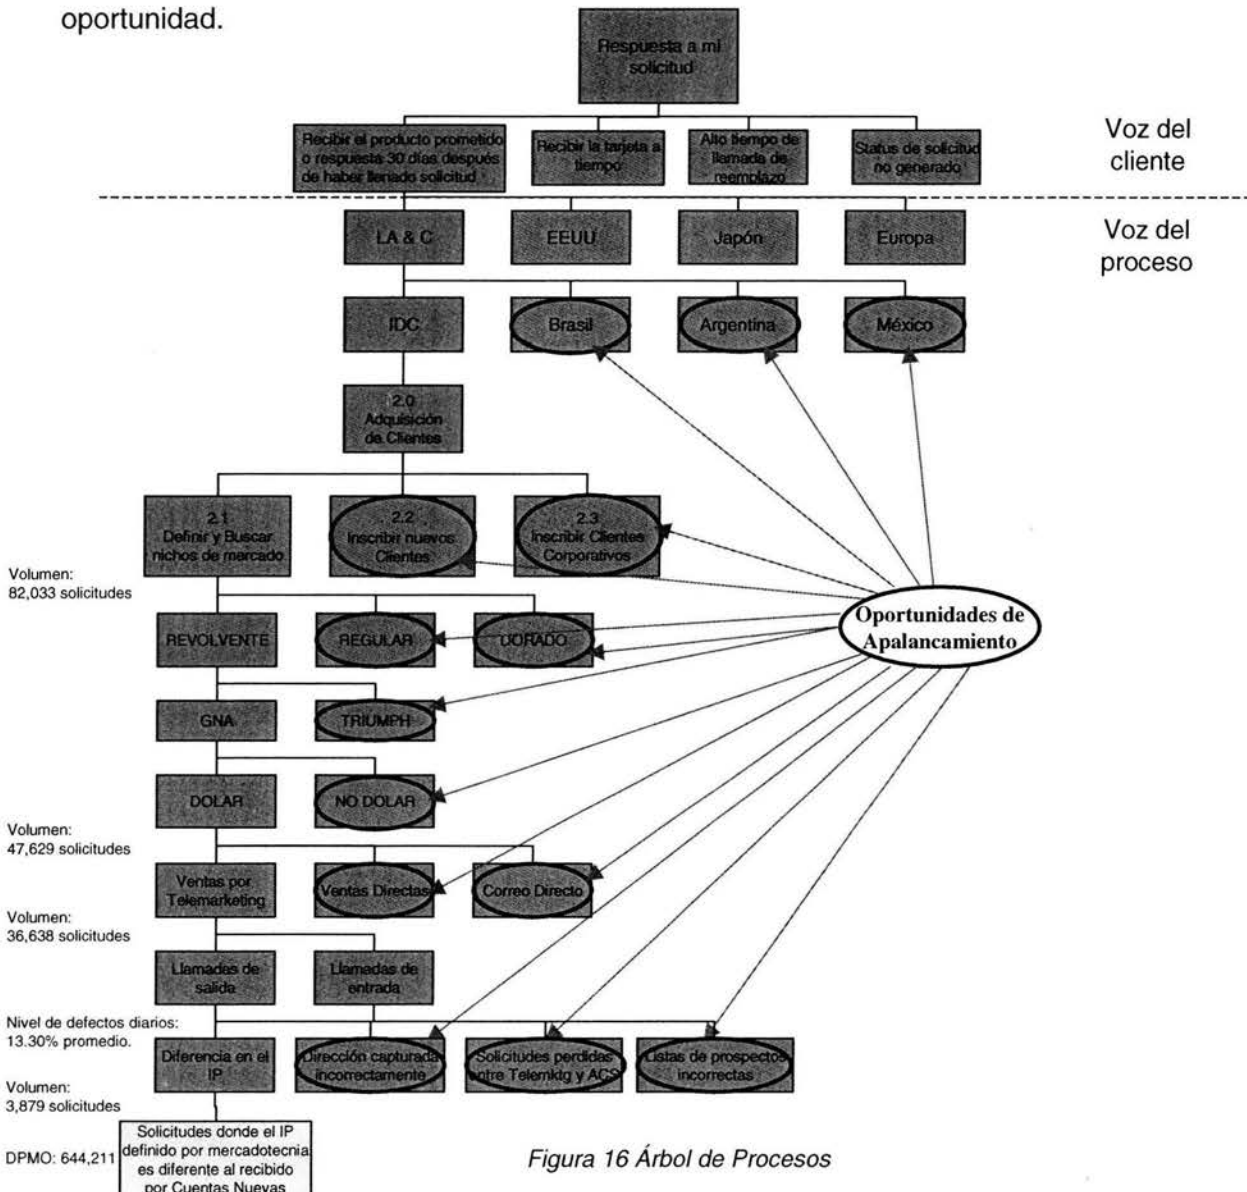 oportunidad.
Respuesta a mi
solicitud
Recibir el producto prometido
o respuesta 30 días después
de haber llenado solicitud
Recibir la tarjeta a
tiempo
Alto tiempo de
llamada de
reemplazo
Status de solicitud
no generado
Voz del
cliente
LA & C
EEUU
Japón
Europa
Voz del
proceso
IDC
Brasil
Argentina
México
2.0
Adquisición
de Clientes
2.1
Definir y Buscar
nichos de mercado
2.2
Inscribir nuevos
Clientes
2.3
Inscribir Clientes
Corporativos
Volumen:
82,033 solicitudes
REVOLVENTE
REGULAR
DORADO
Oportunidades de
Apalancamiento
GNA
TRIUMPH
DOLAR
NO DOLAR
Volumen:
47,629 solicitudes
Ventas por
Telemarketing
Ventas Directas
Correo Directo
Volumen:
36,638 solicitudes
Llamadas de
salida
Llamadas de
entrada
Nivel de defectos diarios:
13.30% promedio.
Diferencia en el
IP
Dirección capturada
incorrectamente
Solicitudes perdidas
entre Telemktg y ACS
Listas de prospectos
incorrectas
Volumen:
3,879 solicitudes
DPMO: 644,211
Solicitudes donde el IP
definido por mercadotecnia
es diferente al recibido
por Cuentas Nuevas
Figura 16 Árbol de Procesos